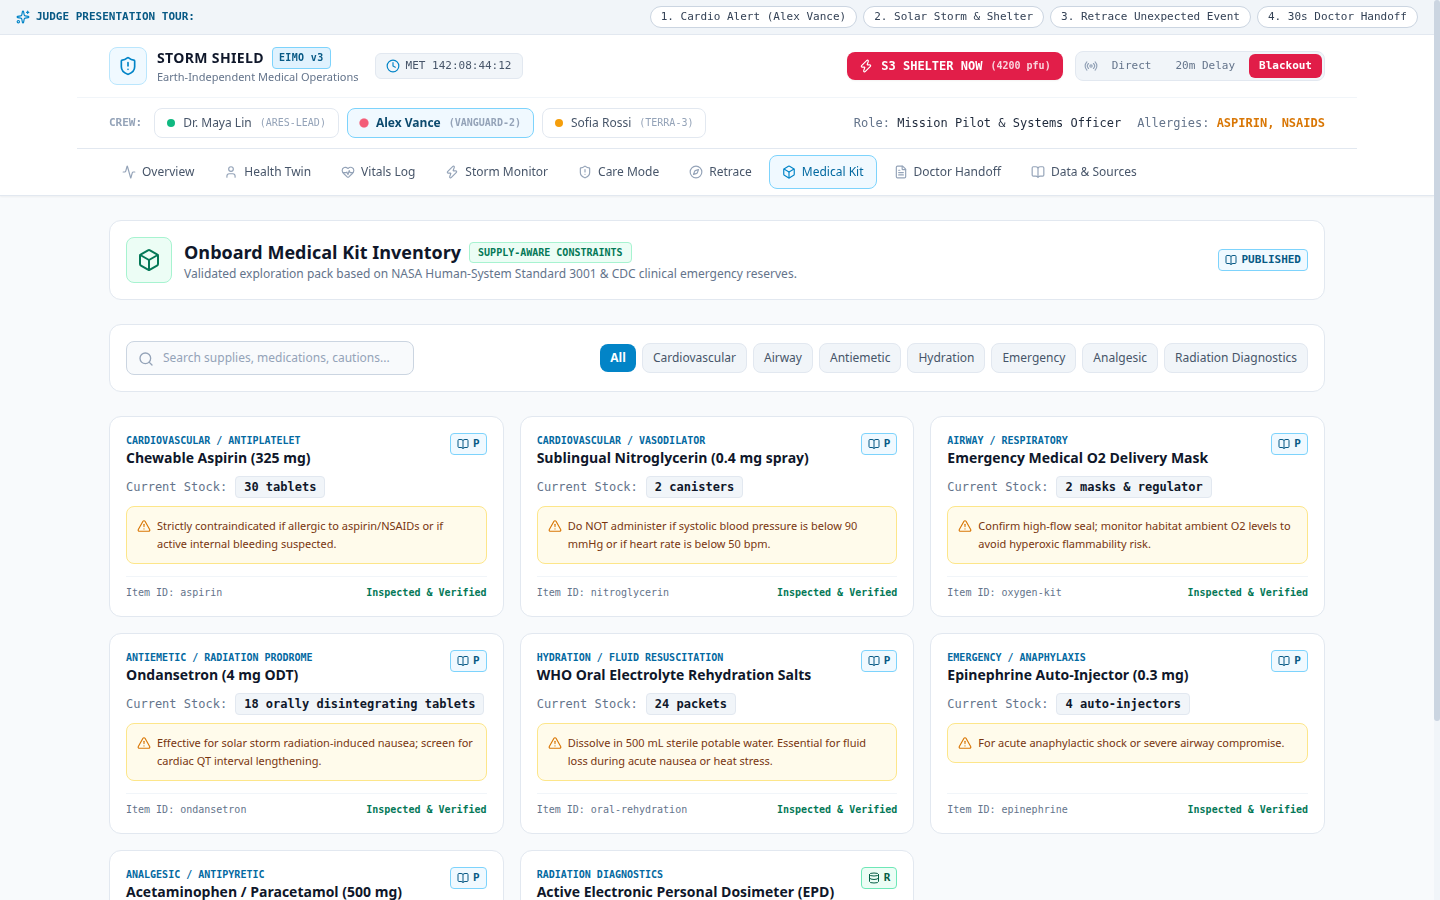 JUDGE PRESENTATION TOUR:
1. Cardio Alert (Alex Vance)
2. Solar Storm & Shelter
3. Retrace Unexpected Event
4. 30s Doctor Handoff
STORM SHIELD
EIMO v3
Earth-Independent Medical Operations
MET 142:08:44:12
S3 SHELTER NOW (4200 pfu)
Direct
20m Delay
Blackout
CREW:
Dr. Maya Lin (ARES-LEAD)
Alex Vance (VANGUARD-2)
Sofia Rossi (TERRA-3)
Role: Mission Pilot & Systems Officer
Allergies: ASPIRIN, NSAIDS
Overview
Health Twin
Vitals Log
Storm Monitor
Care Mode
Retrace
Medical Kit
Doctor Handoff
Data & Sources
Onboard Medical Kit Inventory
SUPPLY-AWARE CONSTRAINTS
Validated exploration pack based on NASA Human-System Standard 3001 & CDC clinical emergency reserves.
PUBLISHED
Search supplies, medications, cautions...
All
Cardiovascular
Airway
Antiemetic
Hydration
Emergency
Analgesic
Radiation Diagnostics
CARDIOVASCULAR / ANTIPLATELET
P
Chewable Aspirin (325 mg)
Current Stock: 30 tablets
Strictly contraindicated if allergic to aspirin/NSAIDs or if
active internal bleeding suspected.
Item ID: aspirin
Inspected & Verified
CARDIOVASCULAR / VASODILATOR
P
Sublingual Nitroglycerin (0.4 mg spray)
Current Stock: 2 canisters
Do NOT administer if systolic blood pressure is below 90
mmHg or if heart rate is below 50 bpm.
Item ID: nitroglycerin
Inspected & Verified
AIRWAY / RESPIRATORY
P
Emergency Medical O2 Delivery Mask
Current Stock: 2 masks & regulator
Confirm high-flow seal; monitor habitat ambient O2 levels to
avoid hyperoxic flammability risk.
Item ID: oxygen-kit
Inspected & Verified
ANTIEMETIC / RADIATION PRODROME
P
Ondansetron (4 mg ODT)
Current Stock: 18 orally disintegrating tablets
Effective for solar storm radiation-induced nausea; screen for
cardiac QT interval lengthening.
Item ID: ondansetron
Inspected & Verified
HYDRATION / FLUID RESUSCITATION
P
WHO Oral Electrolyte Rehydration Salts
Current Stock: 24 packets
Dissolve in 500 mL sterile potable water. Essential for fluid
loss during acute nausea or heat stress.
Item ID: oral-rehydration
Inspected & Verified
EMERGENCY / ANAPHYLAXIS
P
Epinephrine Auto-Injector (0.3 mg)
Current Stock: 4 auto-injectors
For acute anaphylactic shock or severe airway compromise.
Item ID: epinephrine
Inspected & Verified
ANALGESIC / ANTIPYRETIC
P
Acetaminophen / Paracetamol (500 mg)
RADIATION DIAGNOSTICS
R
Active Electronic Personal Dosimeter (EPD)